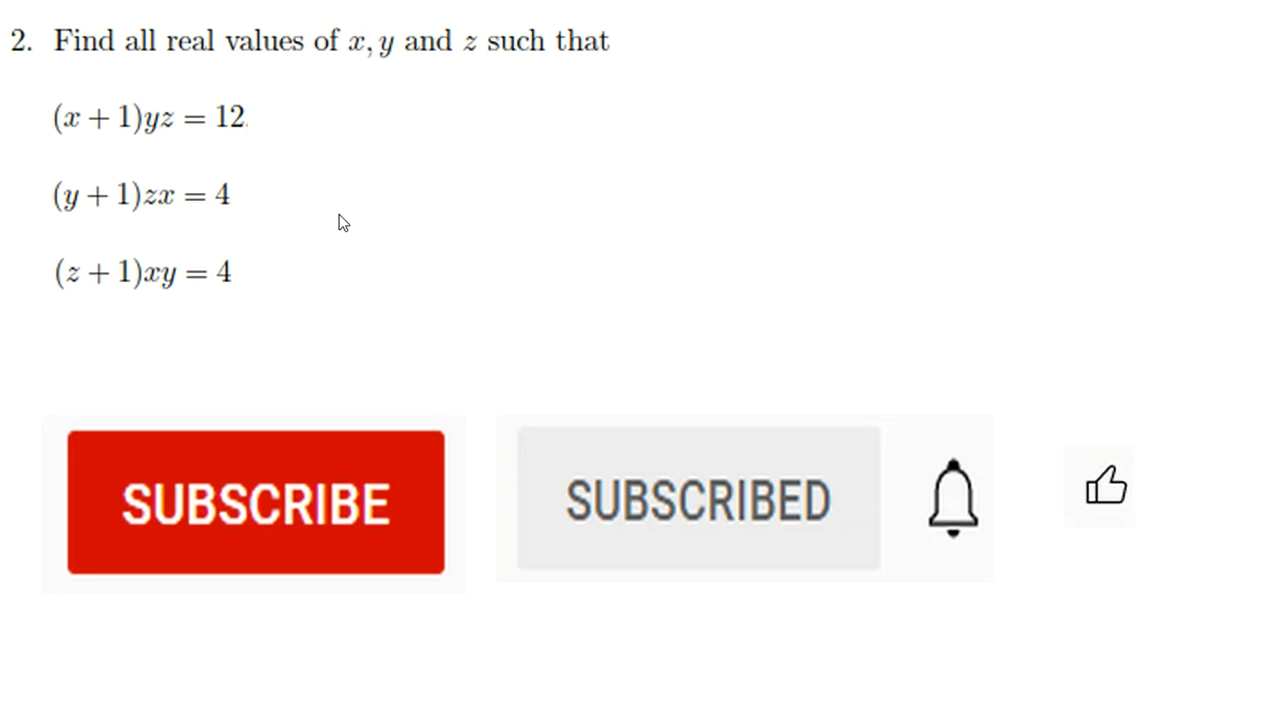 2. Find all real values of x, y and z such that
(x + 1)yz = 12
(y + 1)zx = 4
(z + 1)xy = 4
SUBSCRIBE SUBSCRIBED